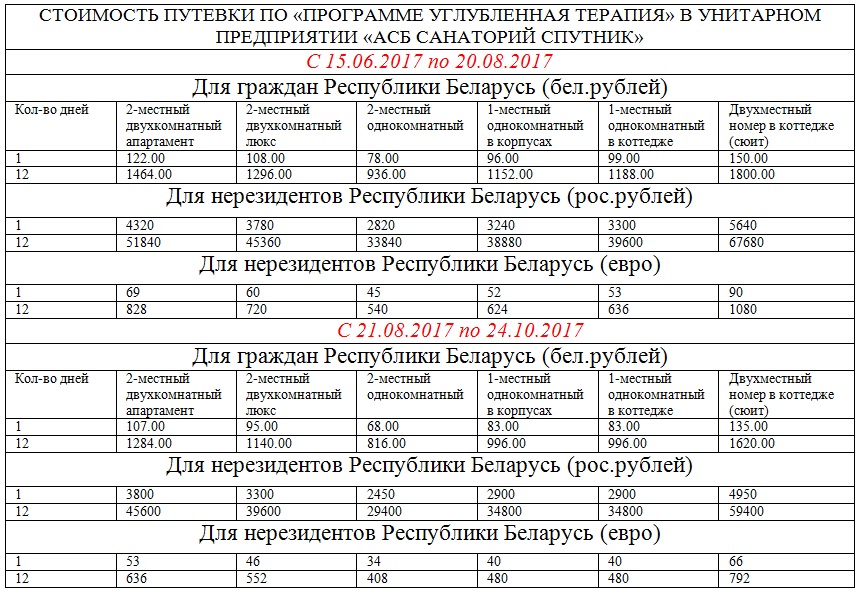 СТОИМОСТЬ ПУТЕВКИ ПО «ПРОГРАММЕ УГЛУБЛЕННАЯ ТЕРАПИЯ» В УНИТАРНОМ
ПРЕДПРИЯТИИ «АСБ САНАТОРИЙ СПУТНИК»
С 15.06.2017 по 20.08.2017
Для граждан Республики Беларусь (бел.рублей)
Кол-во дней 2-местный двухкомнатный апартамент 2-местный двухкомнатный люкс 2-местный однокомнатный 1-местный однокомнатный в корпусах 1-местный однокомнатный в коттедже Двухместный номер в коттедже (сюит)
1 122.00 108.00 78.00 96.00 99.00 150.00
12 1464.00 1296.00 936.00 1152.00 1188.00 1800.00
Для нерезидентов Республики Беларусь (рос.рублей)
1 4320 3780 2820 3240 3300 5640
12 51840 45360 33840 38880 39600 67680
Для нерезидентов Республики Беларусь (евро)
1 69 60 45 52 53 90
12 828 720 540 624 636 1080
С 21.08.2017 по 24.10.2017
Для граждан Республики Беларусь (бел.рублей)
Кол-во дней 2-местный двухкомнатный апартамент 2-местный двухкомнатный люкс 2-местный однокомнатный 1-местный однокомнатный в корпусах 1-местный однокомнатный в коттедже Двухместный номер в коттедже (сюит)
1 107.00 95.00 68.00 83.00 83.00 135.00
12 1284.00 1140.00 816.00 996.00 996.00 1620.00
Для нерезидентов Республики Беларусь (рос.рублей)
1 3800 3300 2450 2900 2900 4950
12 45600 39600 29400 34800 34800 59400
Для нерезидентов Республики Беларусь (евро)
1 53 46 34 40 40 66
12 636 552 408 480 480 792